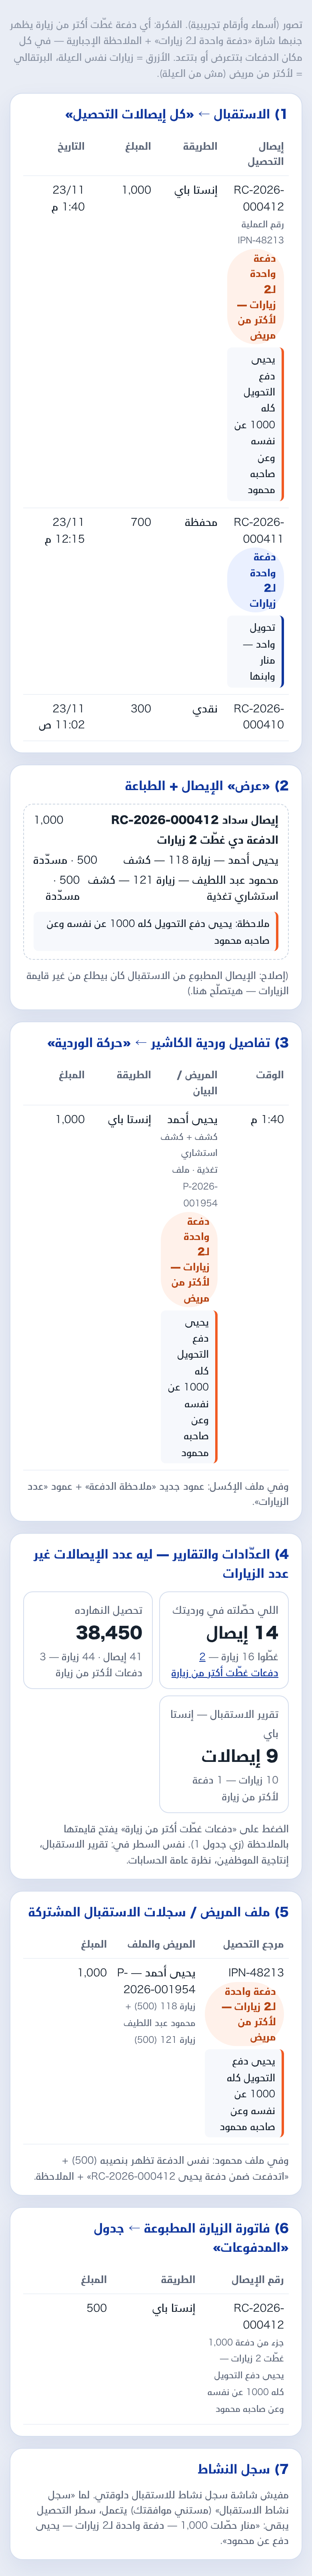 تصور (أسماء وأرقام تجريبية). الفكرة: أي دفعة غطّت أكثر من زيارة يظهر
جنبها شارة «دفعة واحدة لـ2 زيارات» + الملاحظة الإجبارية — في كل
مكان الدفعات بتتعرض أو بتتعد. الأزرق = زيارات نفس العيلة، البرتقالي
= لأكتر من مريض (مش من العيلة).
1) الاستقبال ← «كل إيصالات التحصيل»
إيصال التحصيل
الطريقة
المبلغ
التاريخ
RC-2026-
000412
رقم العملية
IPN-48213
إنستا باي
1,000
23/11
1:40 م
دفعة
واحدة
لـ2
زيارات —
لأكتر من
مريض
يحيى
دفع
التحويل
كله
1000 عن
نفسه
وعن
صاحبه
محمود
RC-2026-
000411
محفظة
700
23/11
12:15 م
دفعة
واحدة
لـ2
زيارات
تحويل
واحد —
منار
وابنها
RC-2026-
000410
نقدي
300
23/11
11:02 ص
2) «عرض» الإيصال + الطباعة
إيصال سداد RC-2026-000412
1,000
الدفعة دي غطّت 2 زيارات
يحيى أحمد — زيارة 118 — كشف
500 · مسدّدة
محمود عبد اللطيف — زيارة 121 — كشف
استشاري تغذية
500 ·
مسدّدة
ملاحظة: يحيى دفع التحويل كله 1000 عن نفسه وعن
صاحبه محمود
(إصلاح: الإيصال المطبوع من الاستقبال كان بيطلع من غير قايمة
الزيارات — هيتصلّح هنا.)
3) تفاصيل وردية الكاشير ← «حركة الوردية»
الوقت
المريض /
البيان
الطريقة
المبلغ
1:40 م
يحيى أحمد
كشف + كشف
استشاري
تغذية · ملف
P-2026-
001954
إنستا باي
1,000
دفعة
واحدة
لـ2
زيارات —
لأكتر من
مريض
يحيى
دفع
التحويل
كله
1000 عن
نفسه
وعن
صاحبه
محمود
وفي ملف الإكسل: عمود جديد «ملاحظة الدفعة» + عمود «عدد
الزيارات».
4) العدّادات والتقارير — ليه عدد الإيصالات غير
عدد الزيارات
اللي حصّلته في ورديتك
14 إيصال
غطّوا 16 زيارة — 2
دفعات غطّت أكتر من زيارة
تحصيل النهارده
38,450
41 إيصال · 44 زيارة — 3
دفعات لأكتر من زيارة
تقرير الاستقبال — إنستا
باي
9 إيصالات
10 زيارات — 1 دفعة
لأكتر من زيارة
الضغط على «دفعات غطّت أكتر من زيارة» يفتح قايمتها
بالملاحظة (زي جدول 1). نفس السطر في: تقرير الاستقبال،
إنتاجية الموظفين، نظرة عامة الحسابات.
5) ملف المريض / سجلات الاستقبال المشتركة
مرجع التحصيل
المريض والملف
المبلغ
IPN-48213
يحيى أحمد — P-
2026-001954
زيارة 118 (500) +
محمود عبد اللطيف
زيارة 121 (500)
1,000
دفعة واحدة
لـ2 زيارات —
لأكتر من
مريض
يحيى دفع
التحويل كله
1000 عن
نفسه وعن
صاحبه محمود
وفي ملف محمود: نفس الدفعة تظهر بنصيبه (500) +
«اتدفعت ضمن دفعة يحيى RC-2026-000412» + الملاحظة.
6) فاتورة الزيارة المطبوعة ← جدول
«المدفوعات»
رقم الإيصال
الطريقة
المبلغ
RC-2026-
000412
جزء من دفعة 1,000
غطّت 2 زيارات —
يحيى دفع التحويل
كله 1000 عن نفسه
وعن صاحبه محمود
إنستا باي
500
7) سجل النشاط
مفيش شاشة سجل نشاط للاستقبال دلوقتي. لما «سجل
نشاط الاستقبال» (مستني موافقتك) يتعمل، سطر التحصيل
يبقى: «منار حصّلت 1,000 — دفعة واحدة لـ2 زيارات — يحيى
دفع عن محمود».